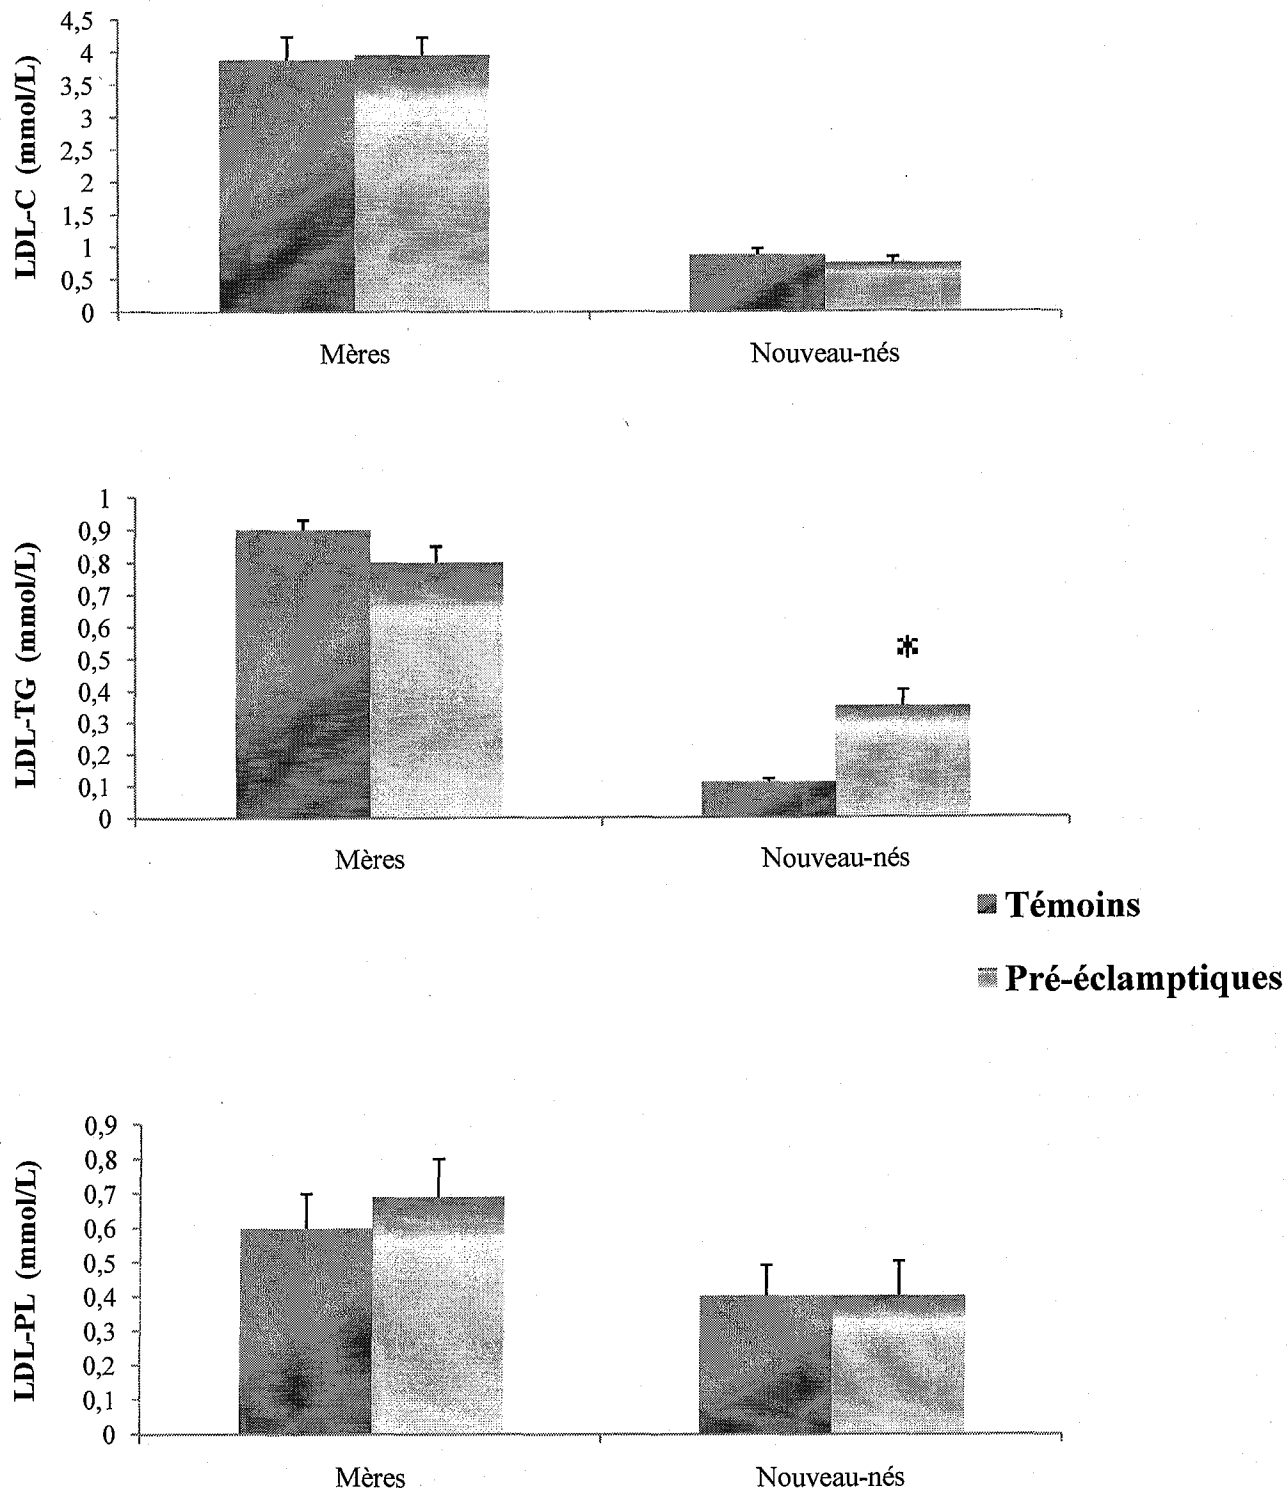 LDL-C (mmol/L)
4,5
4
3,5
3
2,5
2
1,5
1
0,5
0
Mères
Nouveau-nés
LDL-TG (mmol/L)
1
0,9
0,8
0,7
0,6
0,5
0,4
0,3
0,2
0,1
0
*
Mères
Nouveau-nés
Témoins
Pré-éclamptiques
LDL-PL (mmol/L)
0,9
0,8
0,7
0,6
0,5
0,4
0,3
0,2
0,1
0
Mères
Nouveau-nés